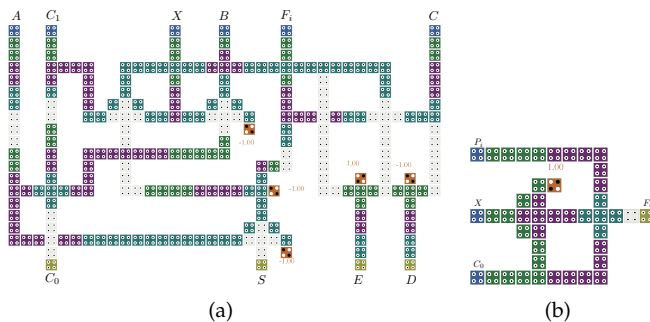 A C₁ X B Fᵢ C
-1.00
1.00 -1.00
-1.00
-1.00
C₀ S E D
Pᵢ
1.00
X
C₀
(a) (b)